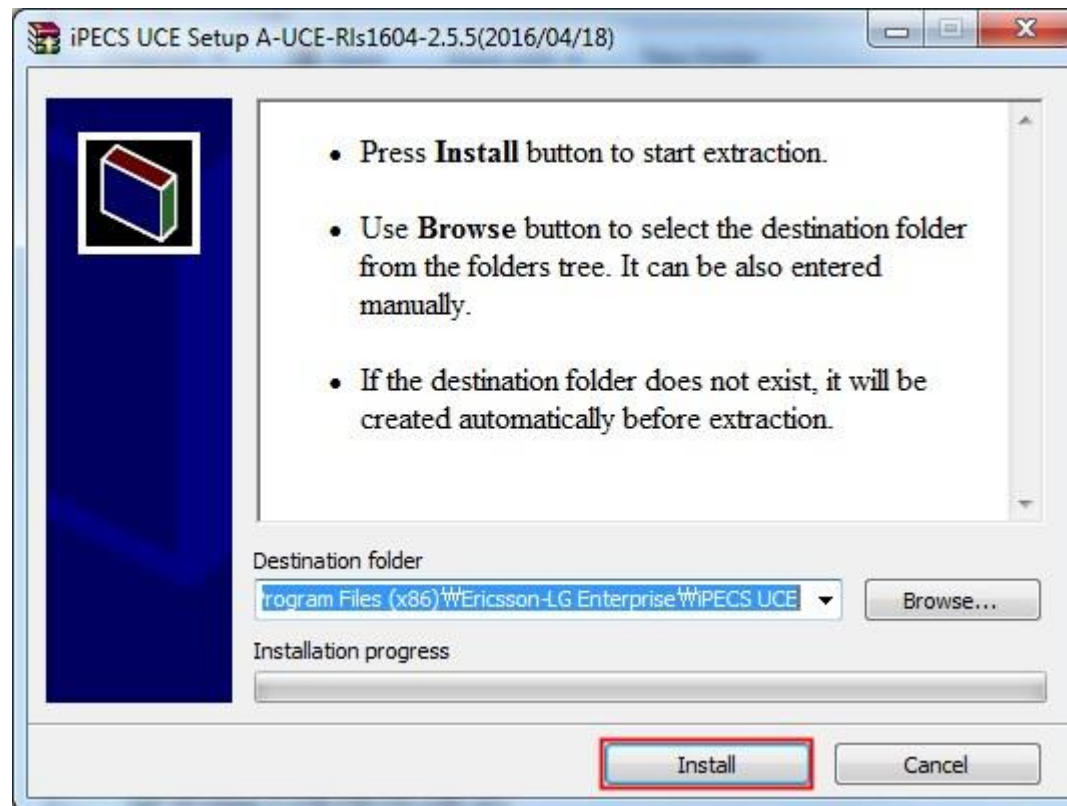 iPECS UCE Setup A-UCE-Rls1604-2.5.5(2016/04/18)
• Press Install button to start extraction.
• Use Browse button to select the destination folder
from the folders tree. It can be also entered
manually.
• If the destination folder does not exist, it will be
created automatically before extraction.
Destination folder
rogram Files (x86)₩Ericsson-LG Enterprise₩iPECS UCE
Browse...
Installation progress
Install
Cancel